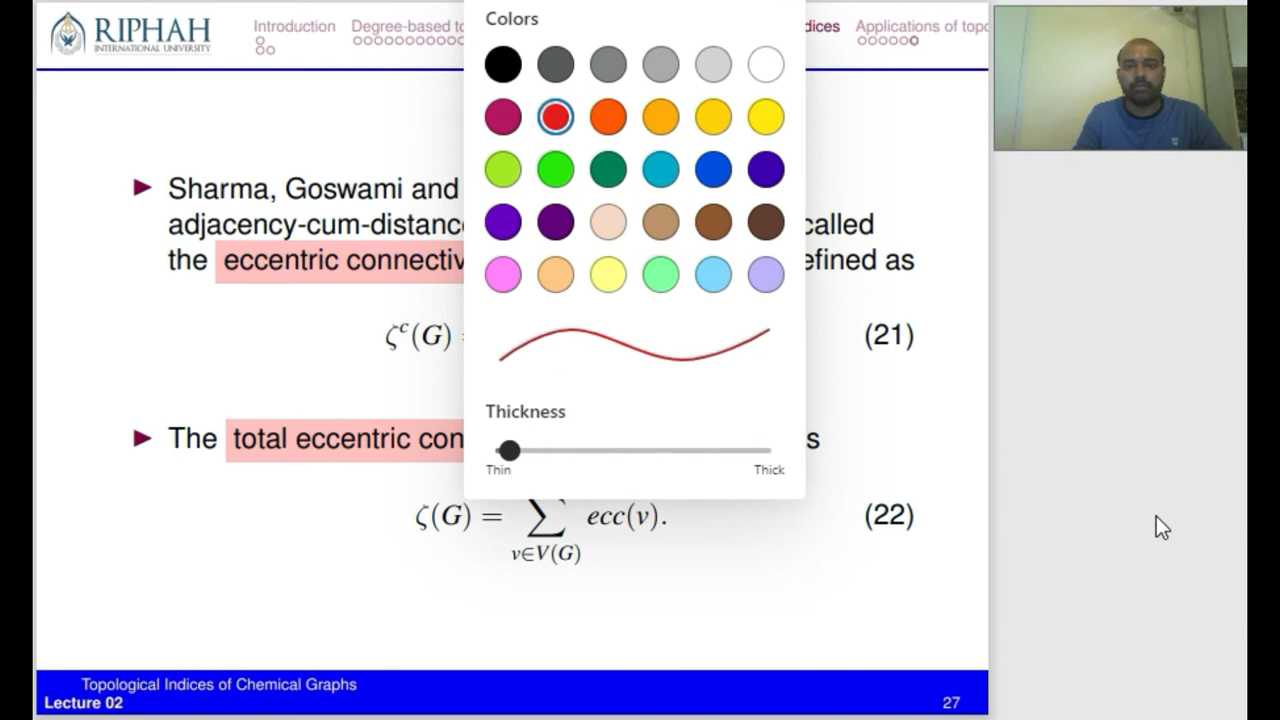 RIPHAH
INTERNATIONAL UNIVERSITY
Introduction
Degree-based
dices
Applications of
Colors
Sharma, Goswami and
adjacency-cum-distanc
called
the eccentric connectiv
efined as
ζᶜ(G)
(21)
Thickness
Thin
Thick
The total eccentric con
s
ζ(G) = ∑ ecc(v).
v∈V(G)
(22)
Topological Indices of Chemical Graphs
Lecture 02
27